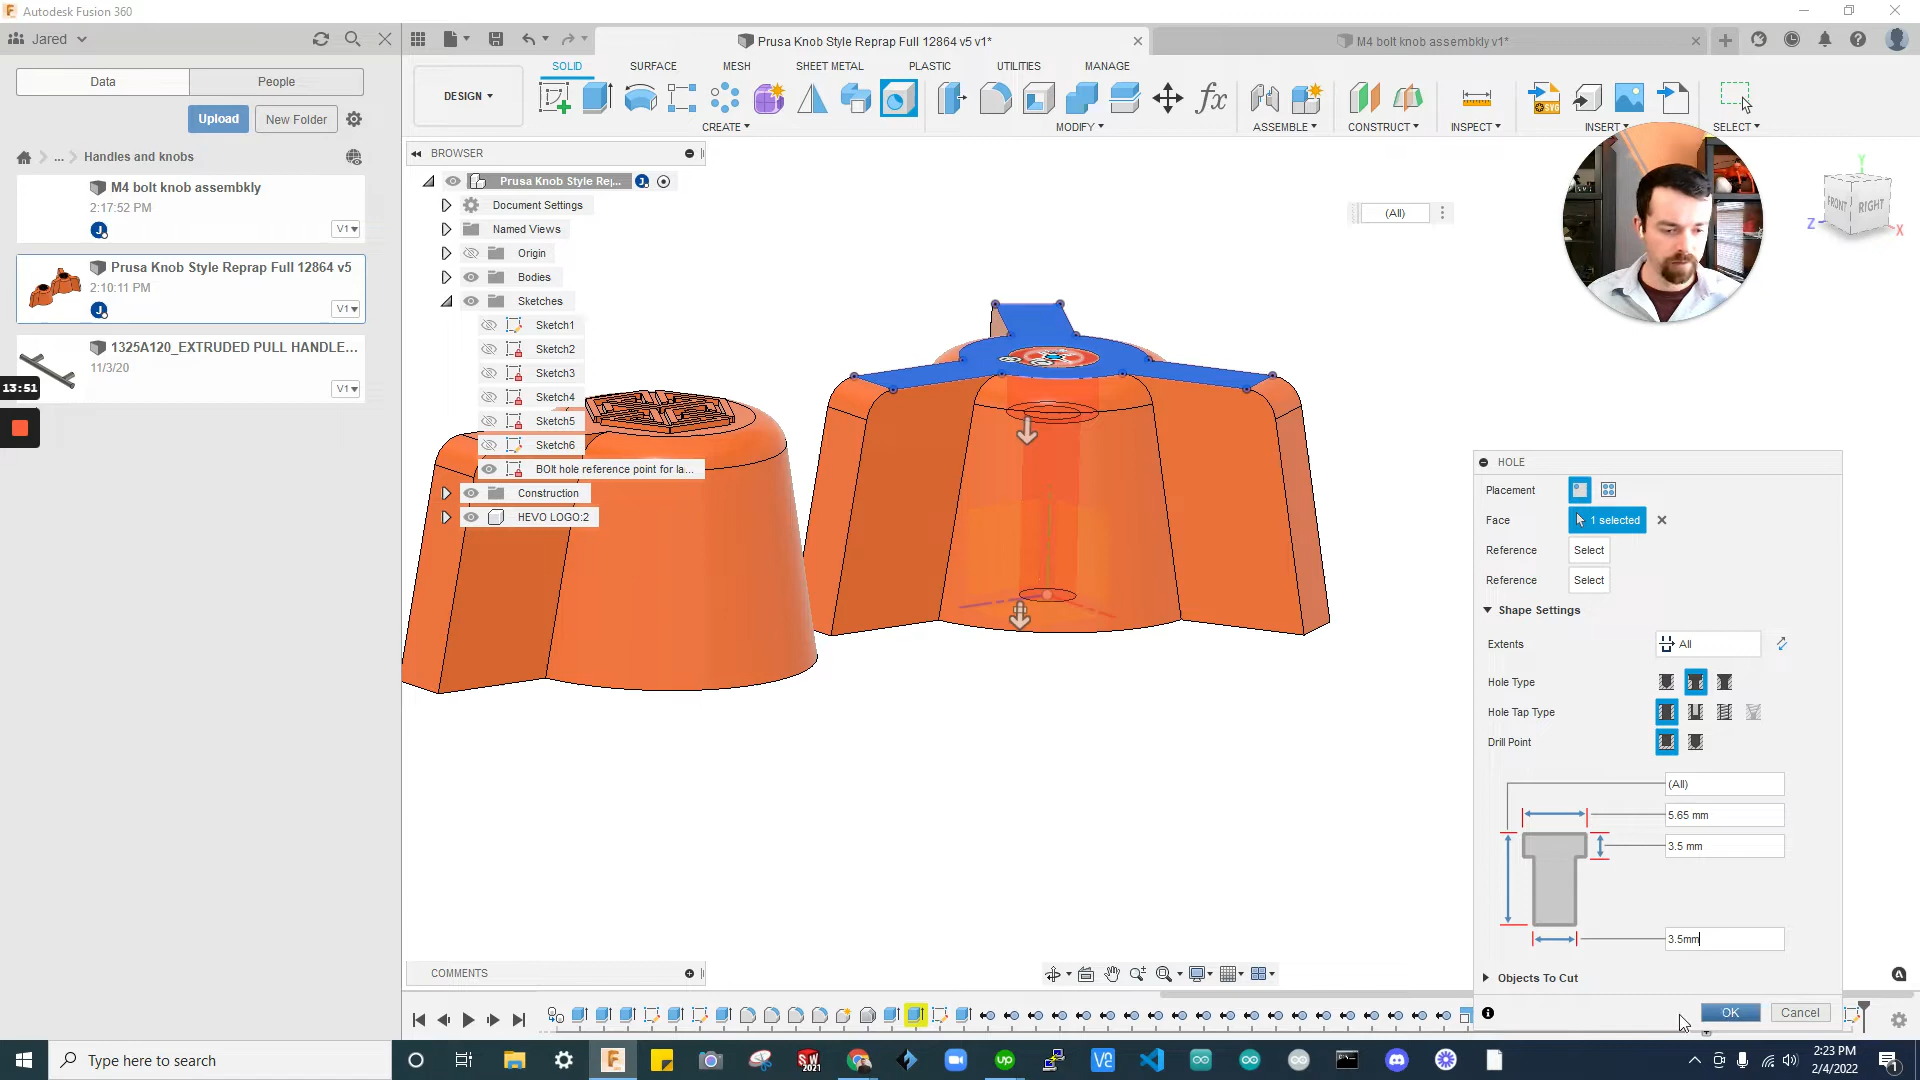 Autodesk Fusion 360
Jared
Prusa Knob Style Reprap Full 12864 v5 v1*
M4 bolt knob assembkly v1*
Data
People
SOLID
SURFACE
MESH
SHEET METAL
PLASTIC
UTILITIES
MANAGE
DESIGN
Upload
New Folder
CREATE
MODIFY
ASSEMBLE
CONSTRUCT
INSPECT
INSERT
SELECT
... Handles and knobs
BROWSER
M4 bolt knob assembkly
2:17:52 PM
V1
Prusa Knob Style Rej...
Document Settings
Named Views
Origin
Bodies
Sketches
Sketch1
Sketch2
Sketch3
Sketch4
Sketch5
Sketch6
BOlt hole reference point for la...
Construction
HEVO LOGO:2
Prusa Knob Style Reprap Full 12864 v5
2:10:11 PM
V1
1325A120_EXTRUDED PULL HANDLE...
11/3/20
V1
13:51
(All)
FRONT
RIGHT
Y
Z
X
HOLE
Placement
Face
1 selected
Reference
Select
Reference
Select
Shape Settings
Extents
All
Hole Type
Hole Tap Type
Drill Point
(All)
5.65 mm
3.5 mm
3.5mm
Objects To Cut
OK
Cancel
COMMENTS
Type here to search
SW
2021
up
2:23 PM
2/4/2022
1